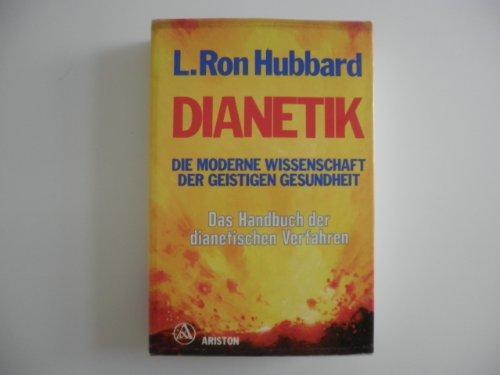 L. Ron Hubbard
DIANETIK
DIE MODERNE WISSENSCHAFT
DER GEISTIGEN GESUNDHEIT
Das Handbuch der
dianetischen Verfahren
A
ARISTON